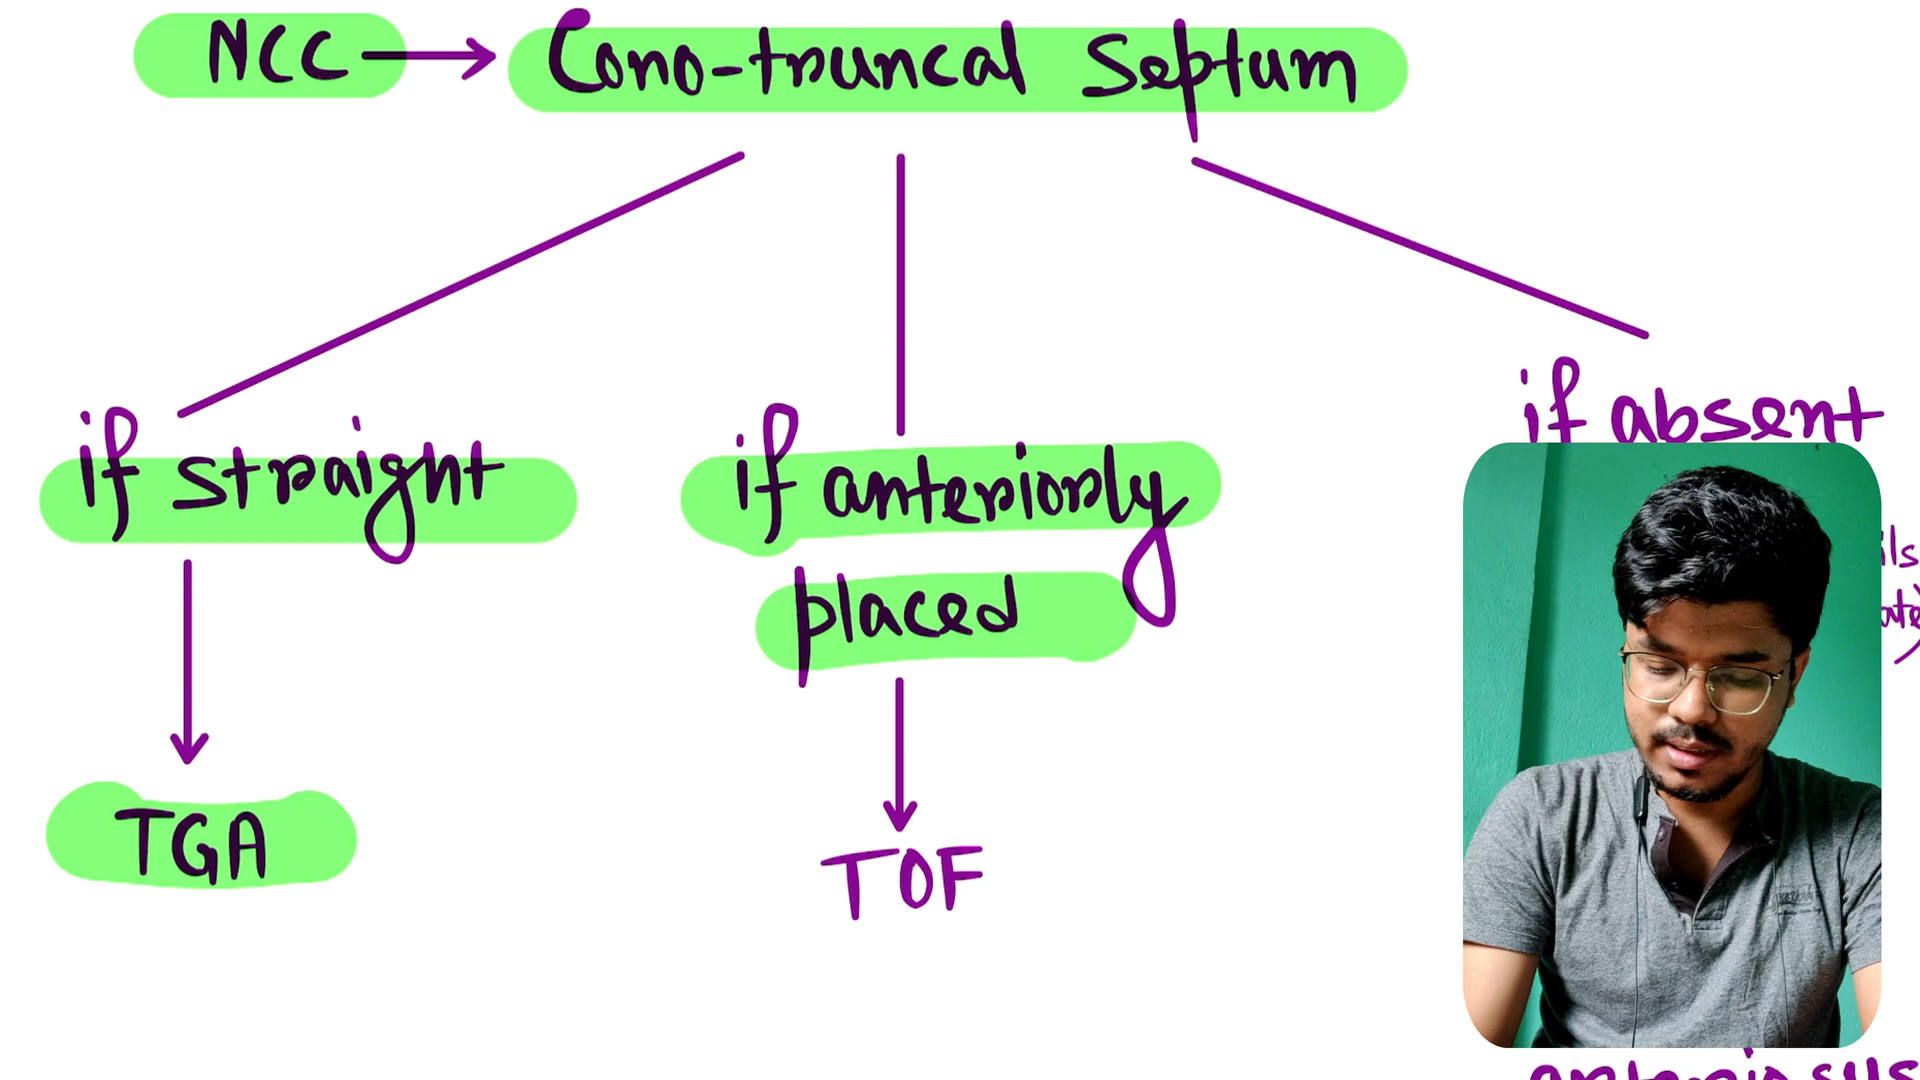 NCC → Cono-truncal Septum
if straight
if anteriorly
placed
if absent
TGA
TOF